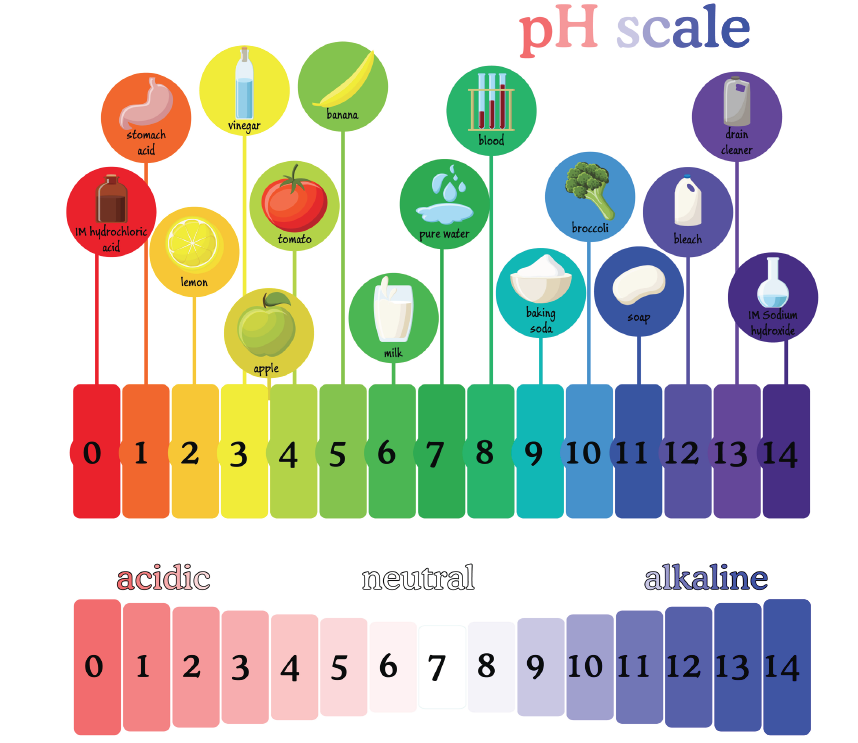 pH scale
stomach
acid
vinegar
banana
blood
drain
cleaner
1M hydrochloric
acid
lemon
tomato
pure water
broccoli
bleach
apple
milk
baking
soda
soap
1M Sodium
hydroxide
0 1 2 3 4 5 6 7 8 9 10 11 12 13 14
acidic neutral alkaline
0 1 2 3 4 5 6 7 8 9 10 11 12 13 14